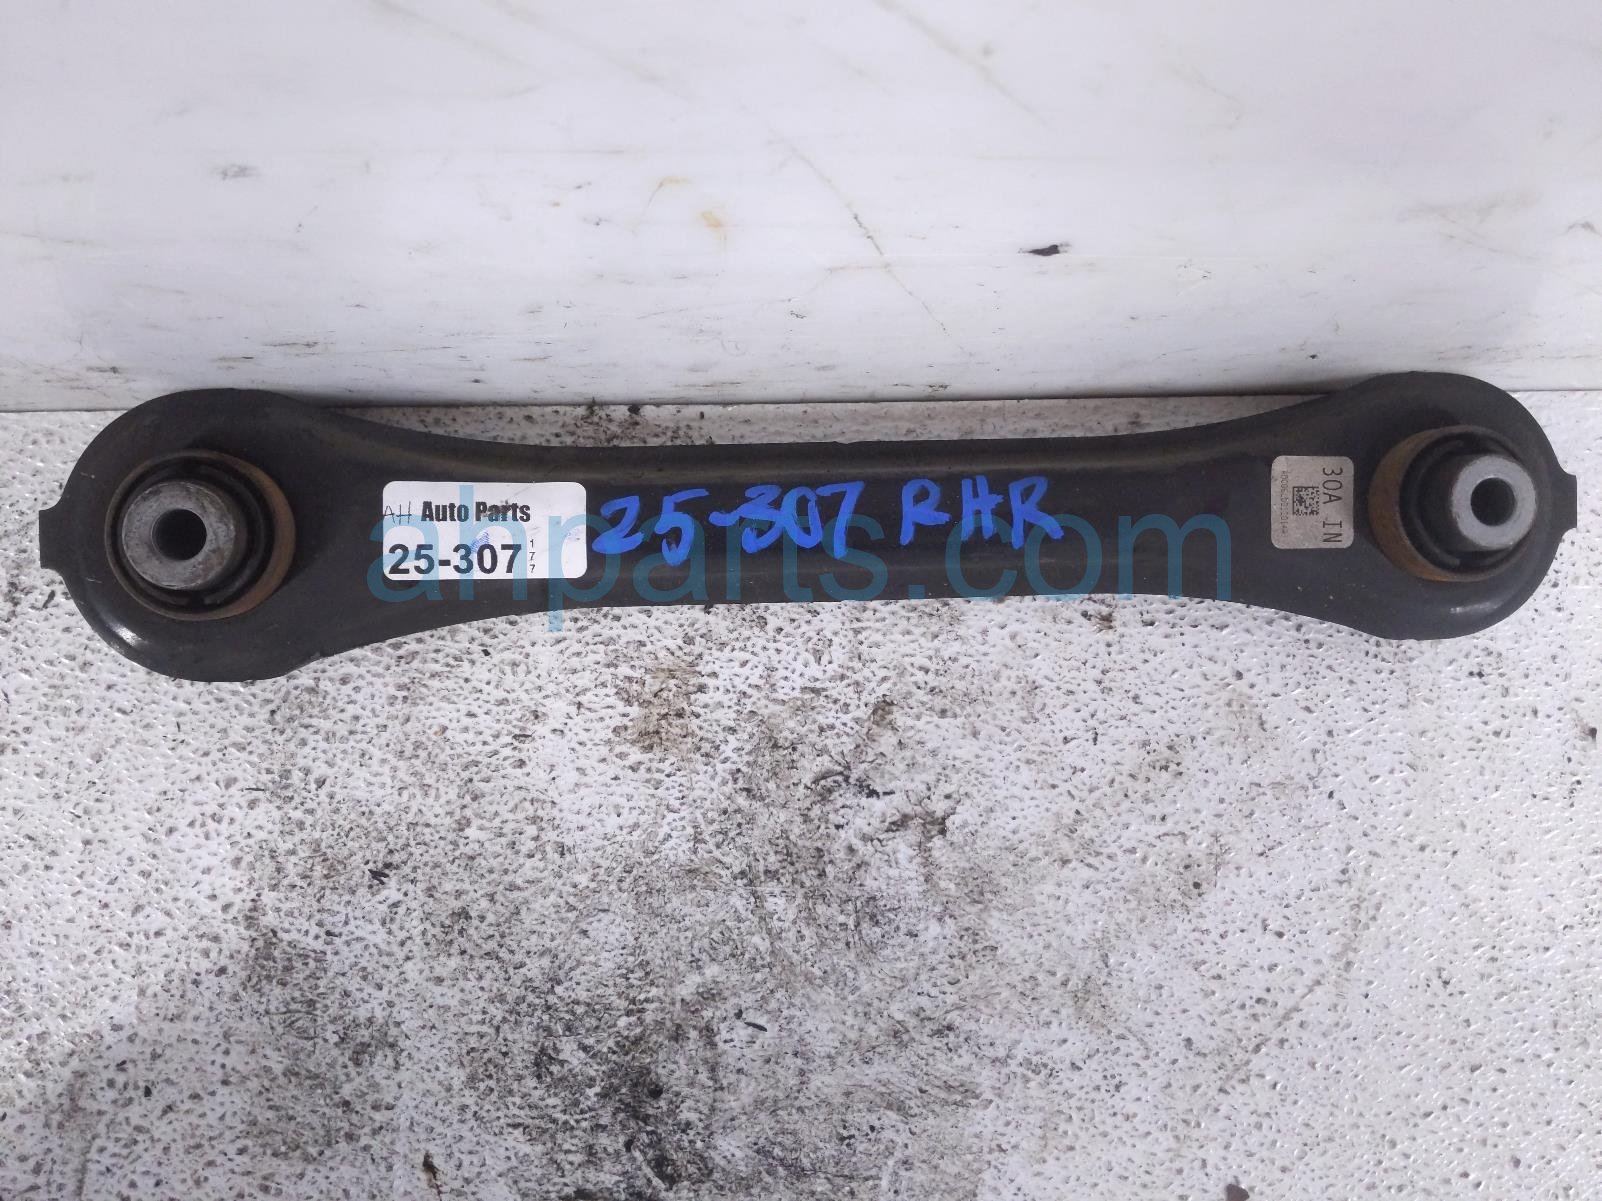 AH Auto Parts
25-307
177
25-307 RHR
30A IN
ahparts.com